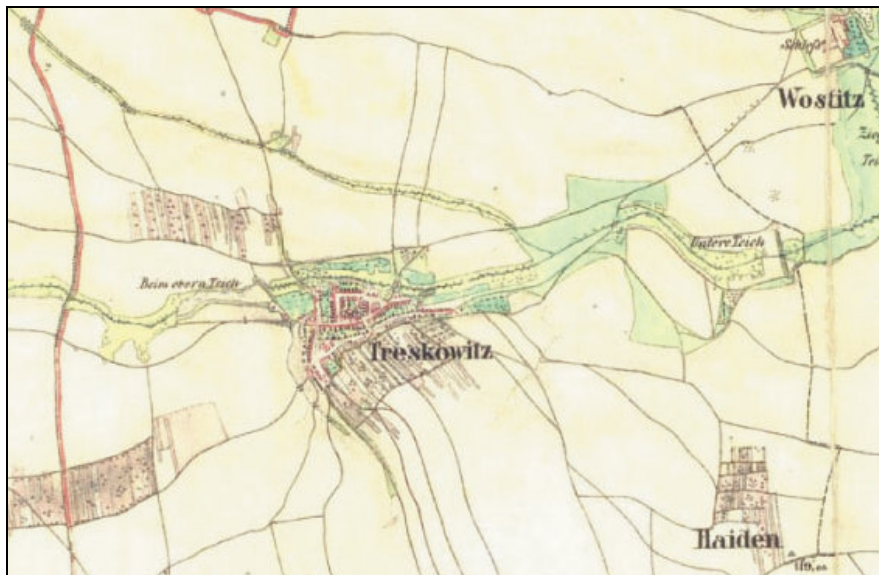 Schloß
Wostitz
Untere Teich
Beim obern Teich
Treskowitz
Haiden